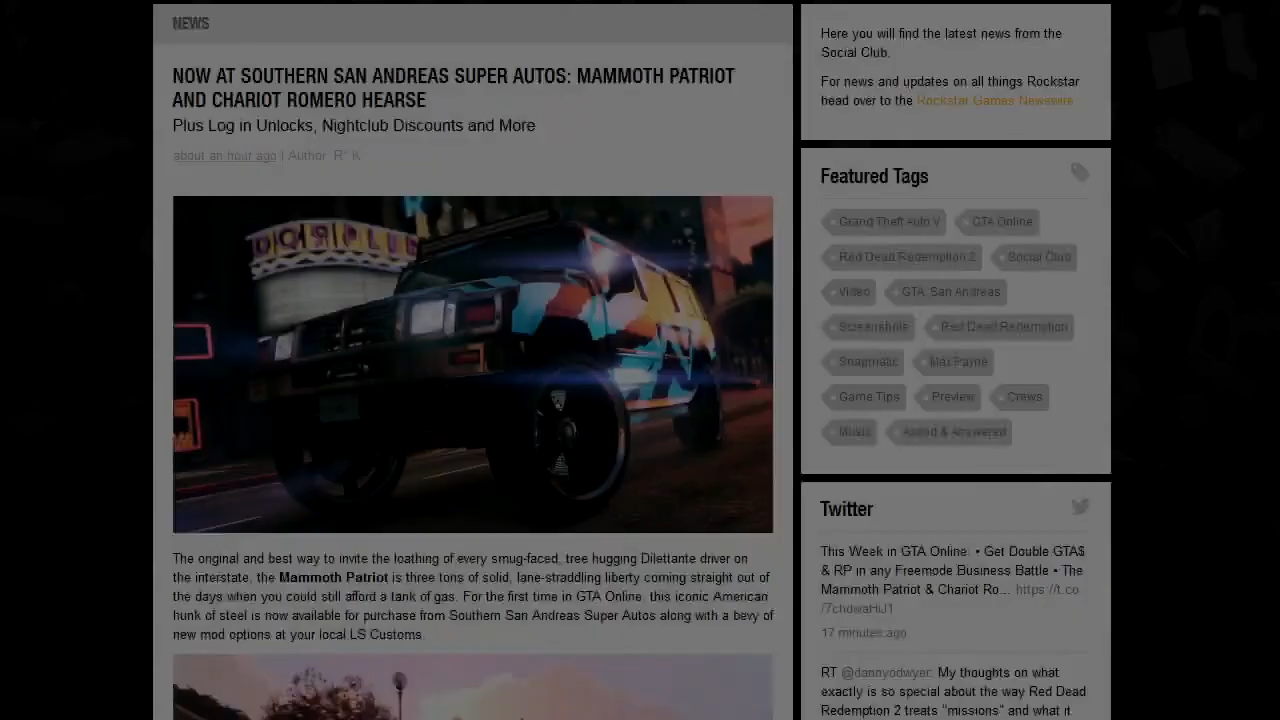 NEWS
NOW AT SOUTHERN SAN ANDREAS SUPER AUTOS: MAMMOTH PATRIOT
AND CHARIOT ROMERO HEARSE
Plus Log in Unlocks, Nightclub Discounts and More
about an hour ago | Author: R* K
The original and best way to invite the loathing of every smug-faced, tree hugging Dilettante driver on
the interstate, the Mammoth Patriot is three tons of solid, lane-straddling liberty coming straight out of
the days when you could still afford a tank of gas. For the first time in GTA Online, this iconic American
hunk of steel is now available for purchase from Southern San Andreas Super Autos along with a bevy of
new mod options at your local LS Customs.
Here you will find the latest news from the
Social Club.
For news and updates on all things Rockstar
head over to the Rockstar Games Newswire
Featured Tags
Grand Theft Auto V
GTA Online
Red Dead Redemption 2
Social Club
Video
GTA: San Andreas
Screenshots
Red Dead Redemption
Snapmatic
Max Payne
Game Tips
Preview
Crews
Music
Asked & Answered
Twitter
This Week in GTA Online: • Get Double GTA$
& RP in any Freemode Business Battle • The
Mammoth Patriot & Chariot Ro... https://t.co
/7chdwaHiJ1
17 minutes ago
RT @dannyodwyer: My thoughts on what
exactly is so special about the way Red Dead
Redemption 2 treats "missions" and what it